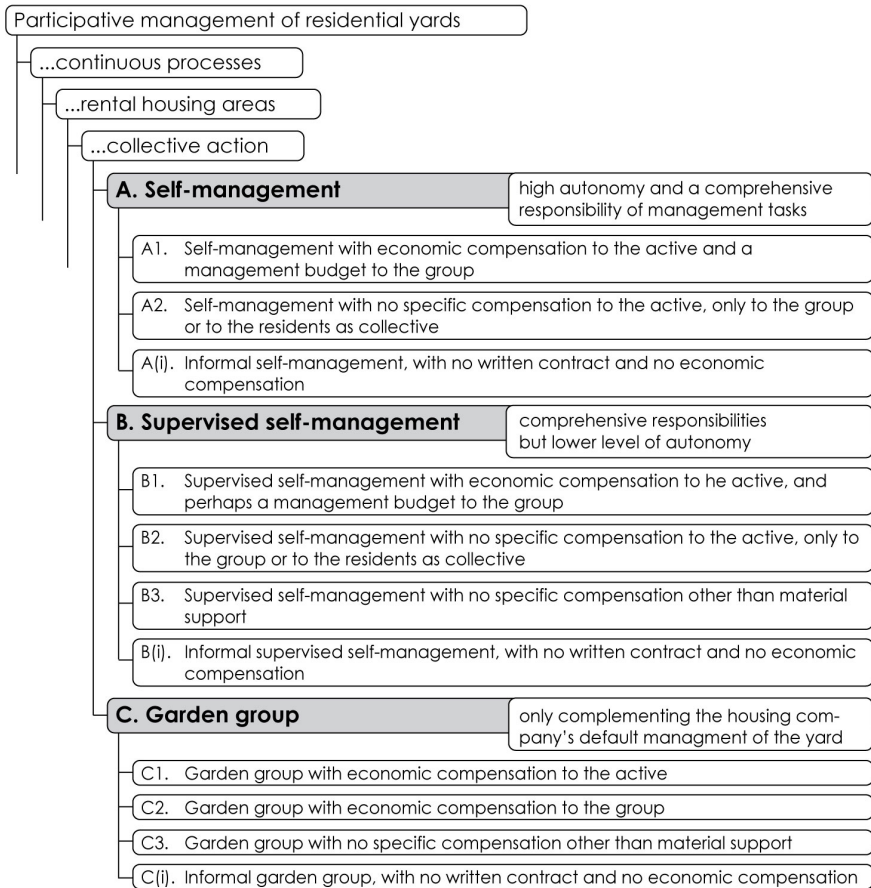 Participative management of residential yards
...continuous processes
...rental housing areas
...collective action
A. Self-management
high autonomy and a comprehensive
responsibility of management tasks
A1. Self-management with economic compensation to the active and a
management budget to the group
A2. Self-management with no specific compensation to the active, only to the group
or to the residents as collective
A(i). Informal self-management, with no written contract and no economic
compensation
B. Supervised self-management
comprehensive responsibilities
but lower level of autonomy
B1. Supervised self-management with economic compensation to he active, and
perhaps a management budget to the group
B2. Supervised self-management with no specific compensation to the active, only to
the group or to the residents as collective
B3. Supervised self-management with no specific compensation other than material
support
B(i). Informal supervised self-management, with no written contract and no economic
compensation
C. Garden group
only complementing the housing com-
pany's default managment of the yard
C1. Garden group with economic compensation to the active
C2. Garden group with economic compensation to the group
C3. Garden group with no specific compensation other than material support
C(i). Informal garden group, with no written contract and no economic compensation